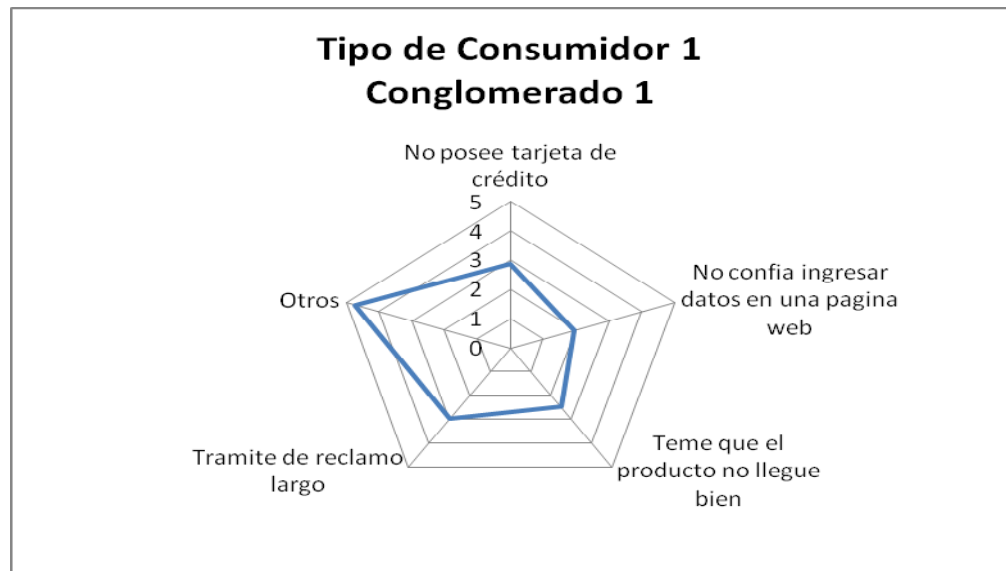 Tipo de Consumidor 1
Conglomerado 1
No posee tarjeta de
crédito
5
4
3
2
1
0
No confia ingresar
datos en una pagina
web
Teme que el
producto no llegue
bien
Tramite de reclamo
largo
Otros